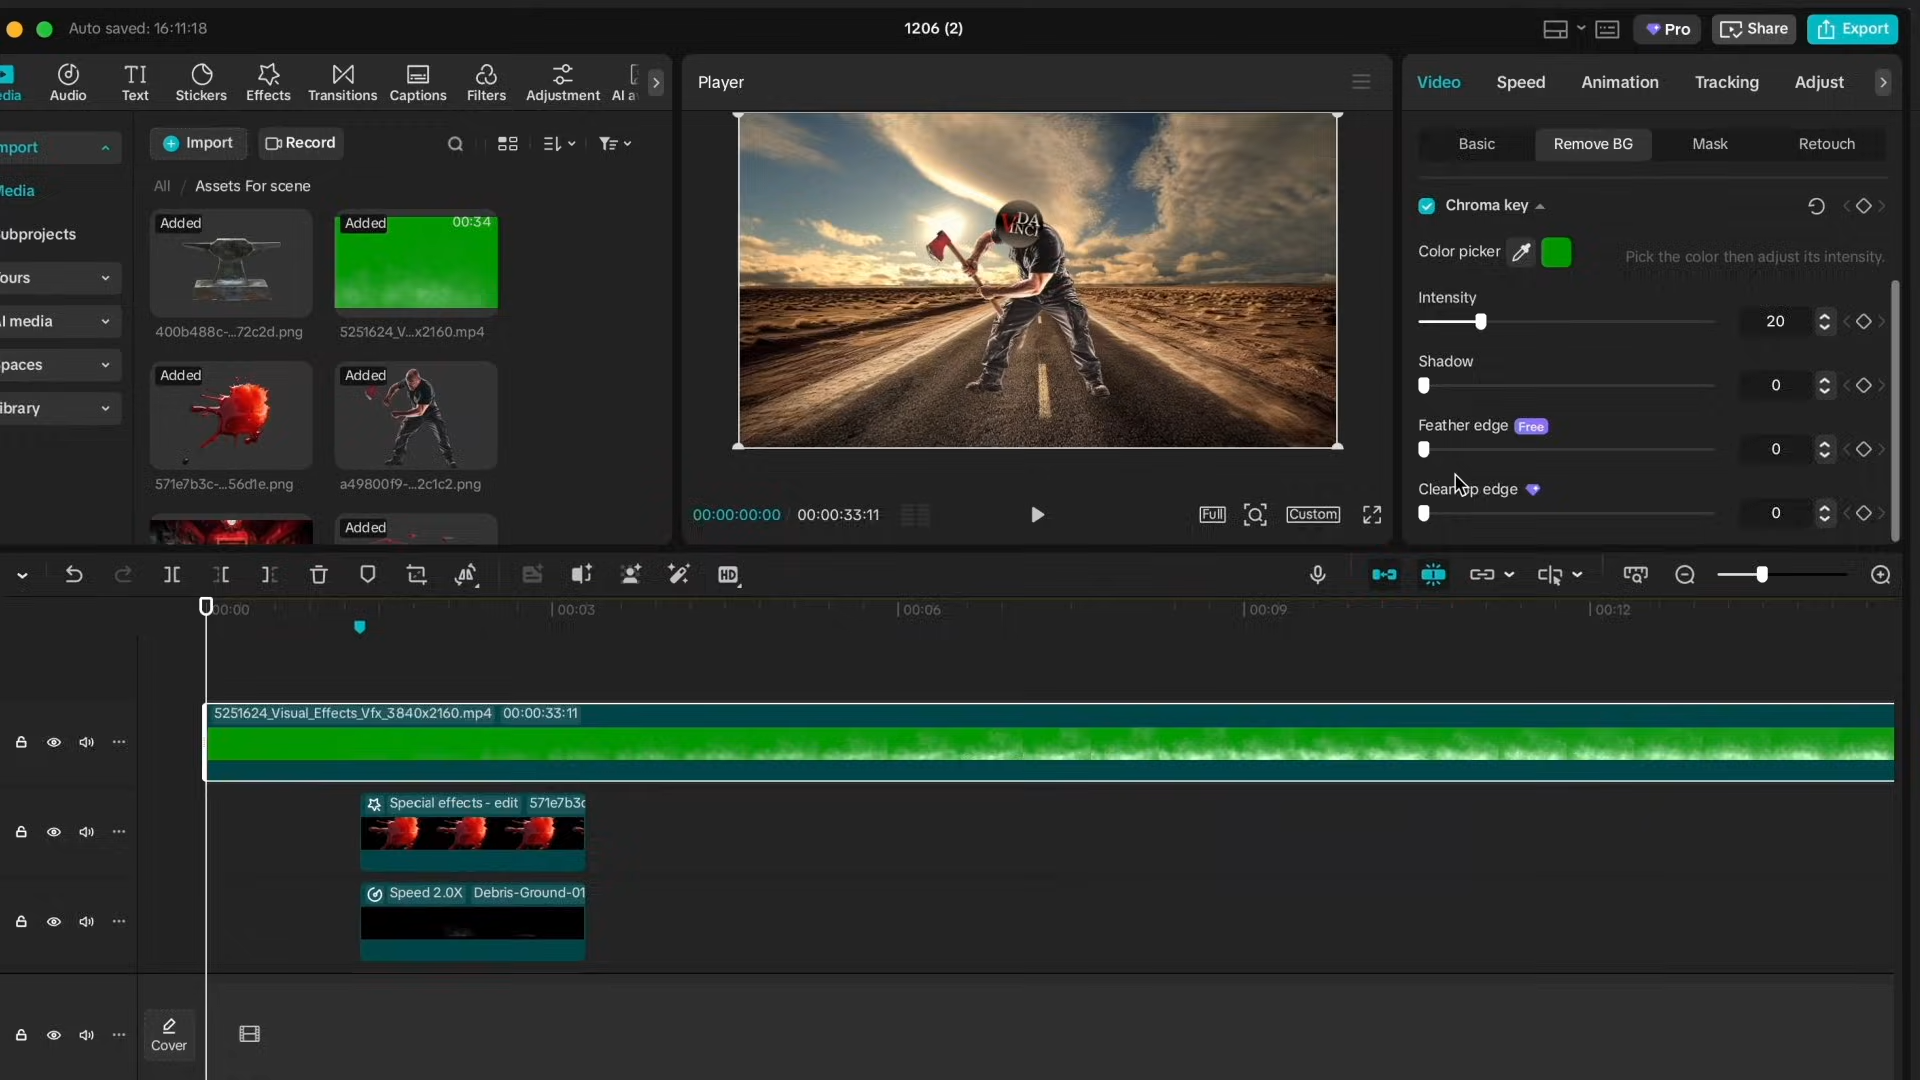 Auto saved: 16:11:18
1206 (2)
Pro
Share
Export
edia
Audio
Text
Stickers
Effects
Transitions
Captions
Filters
Adjustment
AI a
Player
Video
Speed
Animation
Tracking
Adjust
mport
Import
Record
Basic
Remove BG
Mask
Retouch
Media
All / Assets For scene
Chroma key
ubprojects
Added
Added
00:34
Color picker
Pick the color then adjust its intensity.
ours
DA
VINCI
Intensity
20
I media
400b488c-...72c2d.png
5251624_V...x2160.mp4
Shadow
0
paces
Added
Added
ibrary
Feather edge
Free
0
571e7b3c-...56d1e.png
a49800f9-...2c1c2.png
Clean up edge
0
Added
00:00:00:00
00:00:33:11
Full
Custom
HD
00:00
00:03
00:06
00:09
00:12
5251624_Visual_Effects_Vfx_3840x2160.mp4 00:00:33:11
Special effects - edit 571e7b3c
Speed 2.0X Debris-Ground-01
Cover